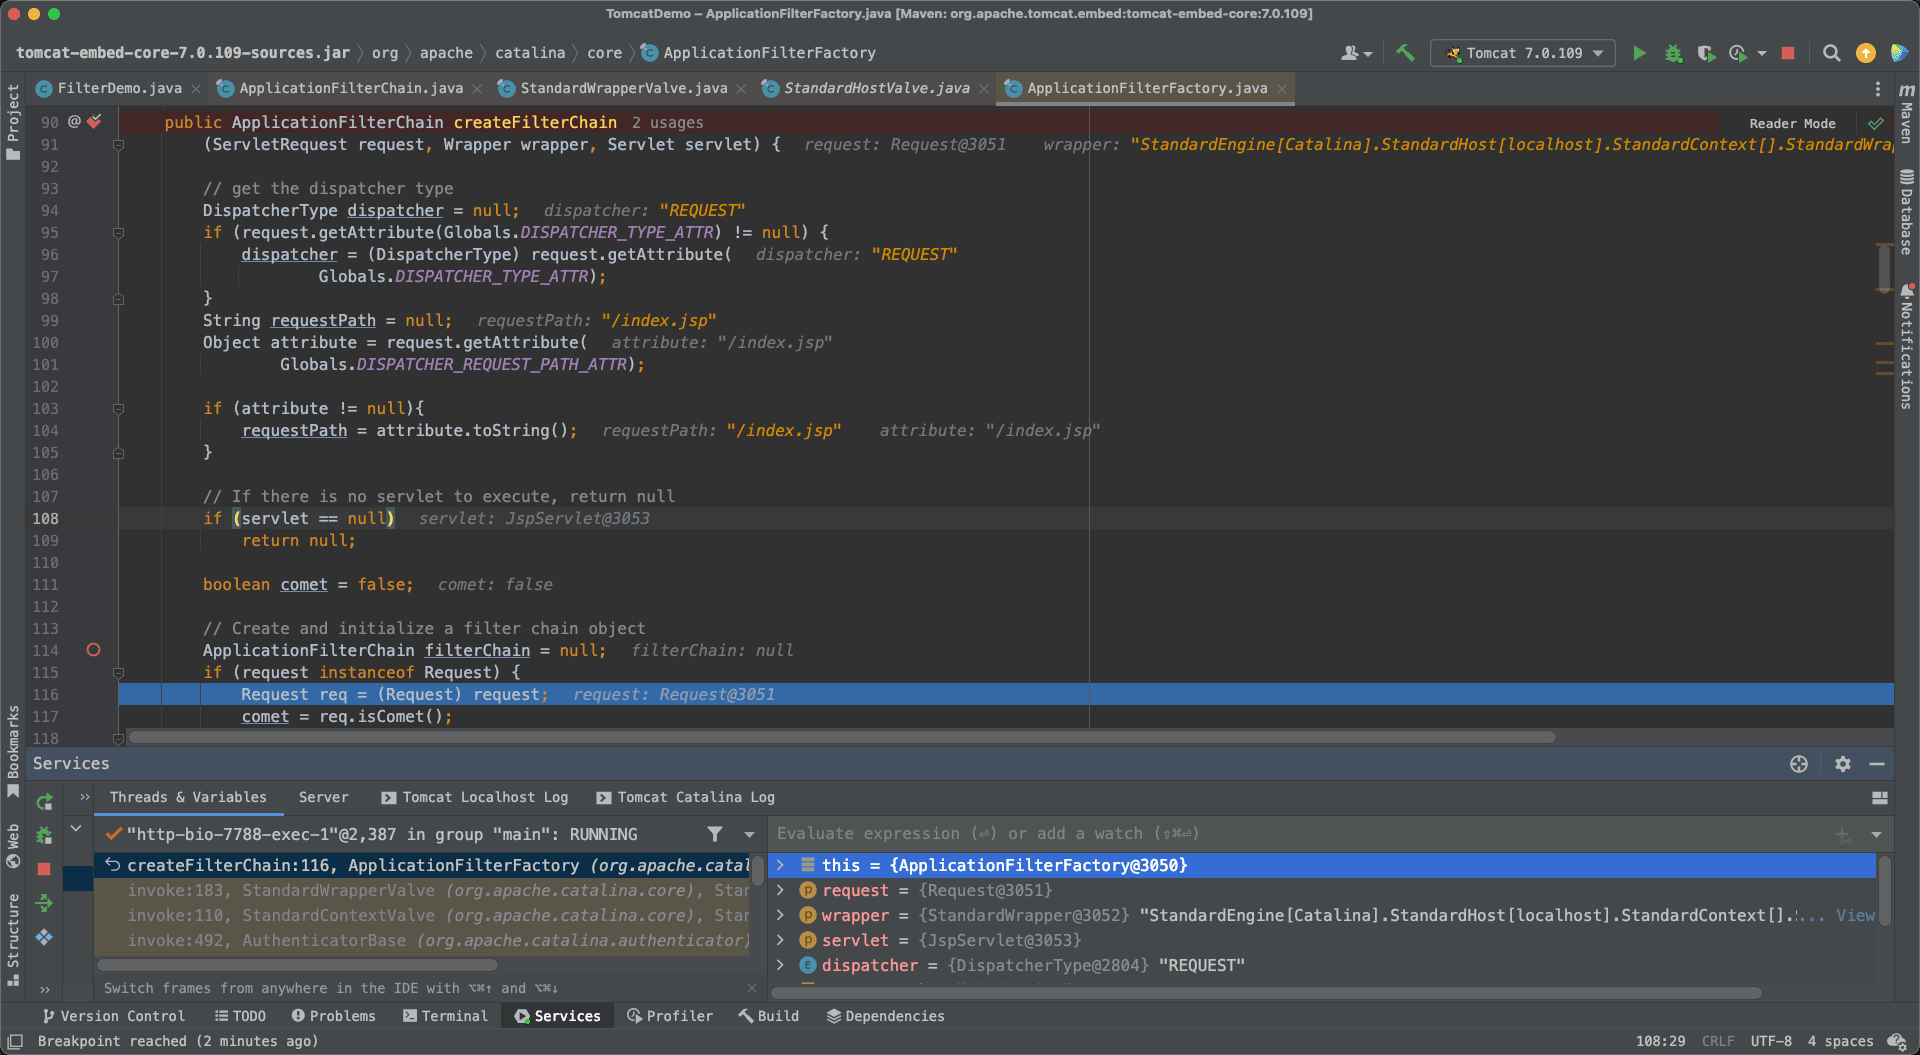 TomcatDemo – ApplicationFilterFactory.java [Maven: org.apache.tomcat.embed:tomcat-embed-core:7.0.109]
tomcat-embed-core-7.0.109-sources.jar org apache catalina core ApplicationFilterFactory Tomcat 7.0.109
FilterDemo.java ApplicationFilterChain.java StandardWrapperValve.java StandardHostValve.java ApplicationFilterFactory.java
Project
Bookmarks
Web
Structure
Maven
Database
Notifications
Reader Mode
90 @ public ApplicationFilterChain createFilterChain 2 usages
91 (ServletRequest request, Wrapper wrapper, Servlet servlet) { request: Request@3051 wrapper: "StandardEngine[Catalina].StandardHost[localhost].StandardContext[].StandardWra
92
93 // get the dispatcher type
94 DispatcherType dispatcher = null; dispatcher: "REQUEST"
95 if (request.getAttribute(Globals.DISPATCHER_TYPE_ATTR) != null) {
96 dispatcher = (DispatcherType) request.getAttribute( dispatcher: "REQUEST"
97 Globals.DISPATCHER_TYPE_ATTR);
98 }
99 String requestPath = null; requestPath: "/index.jsp"
100 Object attribute = request.getAttribute( attribute: "/index.jsp"
101 Globals.DISPATCHER_REQUEST_PATH_ATTR);
102
103 if (attribute != null){
104 requestPath = attribute.toString(); requestPath: "/index.jsp" attribute: "/index.jsp"
105 }
106
107 // If there is no servlet to execute, return null
108 if (servlet == null) servlet: JspServlet@3053
109 return null;
110
111 boolean comet = false; comet: false
112
113 // Create and initialize a filter chain object
114 ApplicationFilterChain filterChain = null; filterChain: null
115 if (request instanceof Request) {
116 Request req = (Request) request; request: Request@3051
117 comet = req.isComet();
118
Services
Threads & Variables Server Tomcat Localhost Log Tomcat Catalina Log
"http-bio-7788-exec-1"@2,387 in group "main": RUNNING
createFilterChain:116, ApplicationFilterFactory (org.apache.catal
invoke:183, StandardWrapperValve (org.apache.catalina.core), Star
invoke:110, StandardContextValve (org.apache.catalina.core), Star
invoke:492, AuthenticatorBase (org.apache.catalina.authenticator)
Switch frames from anywhere in the IDE with ⌥⌘↑ and ⌥⌘↓
Evaluate expression (⏎) or add a watch (⇧⌘⏎)
this = {ApplicationFilterFactory@3050}
request = {Request@3051}
wrapper = {StandardWrapper@3052} "StandardEngine[Catalina].StandardHost[localhost].StandardContext[].... View
servlet = {JspServlet@3053}
dispatcher = {DispatcherType@2804} "REQUEST"
Version Control TODO Problems Terminal Services Profiler Build Dependencies
Breakpoint reached (2 minutes ago) 108:29 CRLF UTF-8 4 spaces